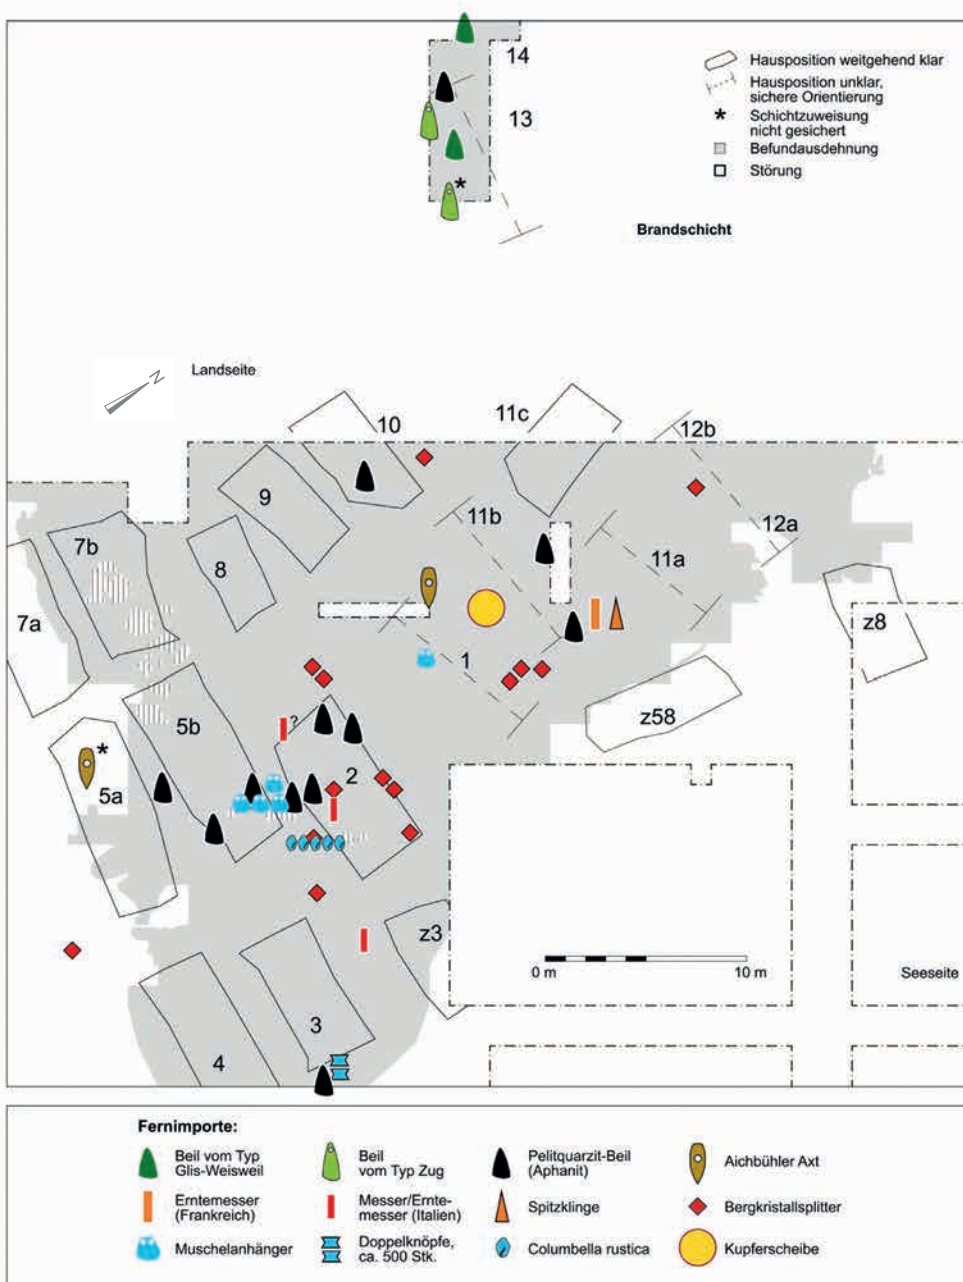 14
13
Hausposition weitgehend klar
Hausposition unklar,
sichere Orientierung
*
Schichtzuweisung
nicht gesichert
Befundausdehnung
Störung
*
Brandschicht
N
Landseite
10
11c
12b
9
7b
11b
12a
8
11a
7a
z8
1
5b
?
z58
2
*
5a
z3
0 m
10 m
Seeseite
3
4
Fernimporte:
Beil vom Typ
Glis-Weisweil
Beil
vom Typ Zug
Pelitquarzit-Beil
(Aphanit)
Aichbühler Axt
Erntemesser
(Frankreich)
Messer/Ernte-
messer (Italien)
Spitzklinge
Bergkristallsplitter
Muschelanhänger
Doppelknöpfe,
ca. 500 Stk.
Columbella rustica
Kupferscheibe